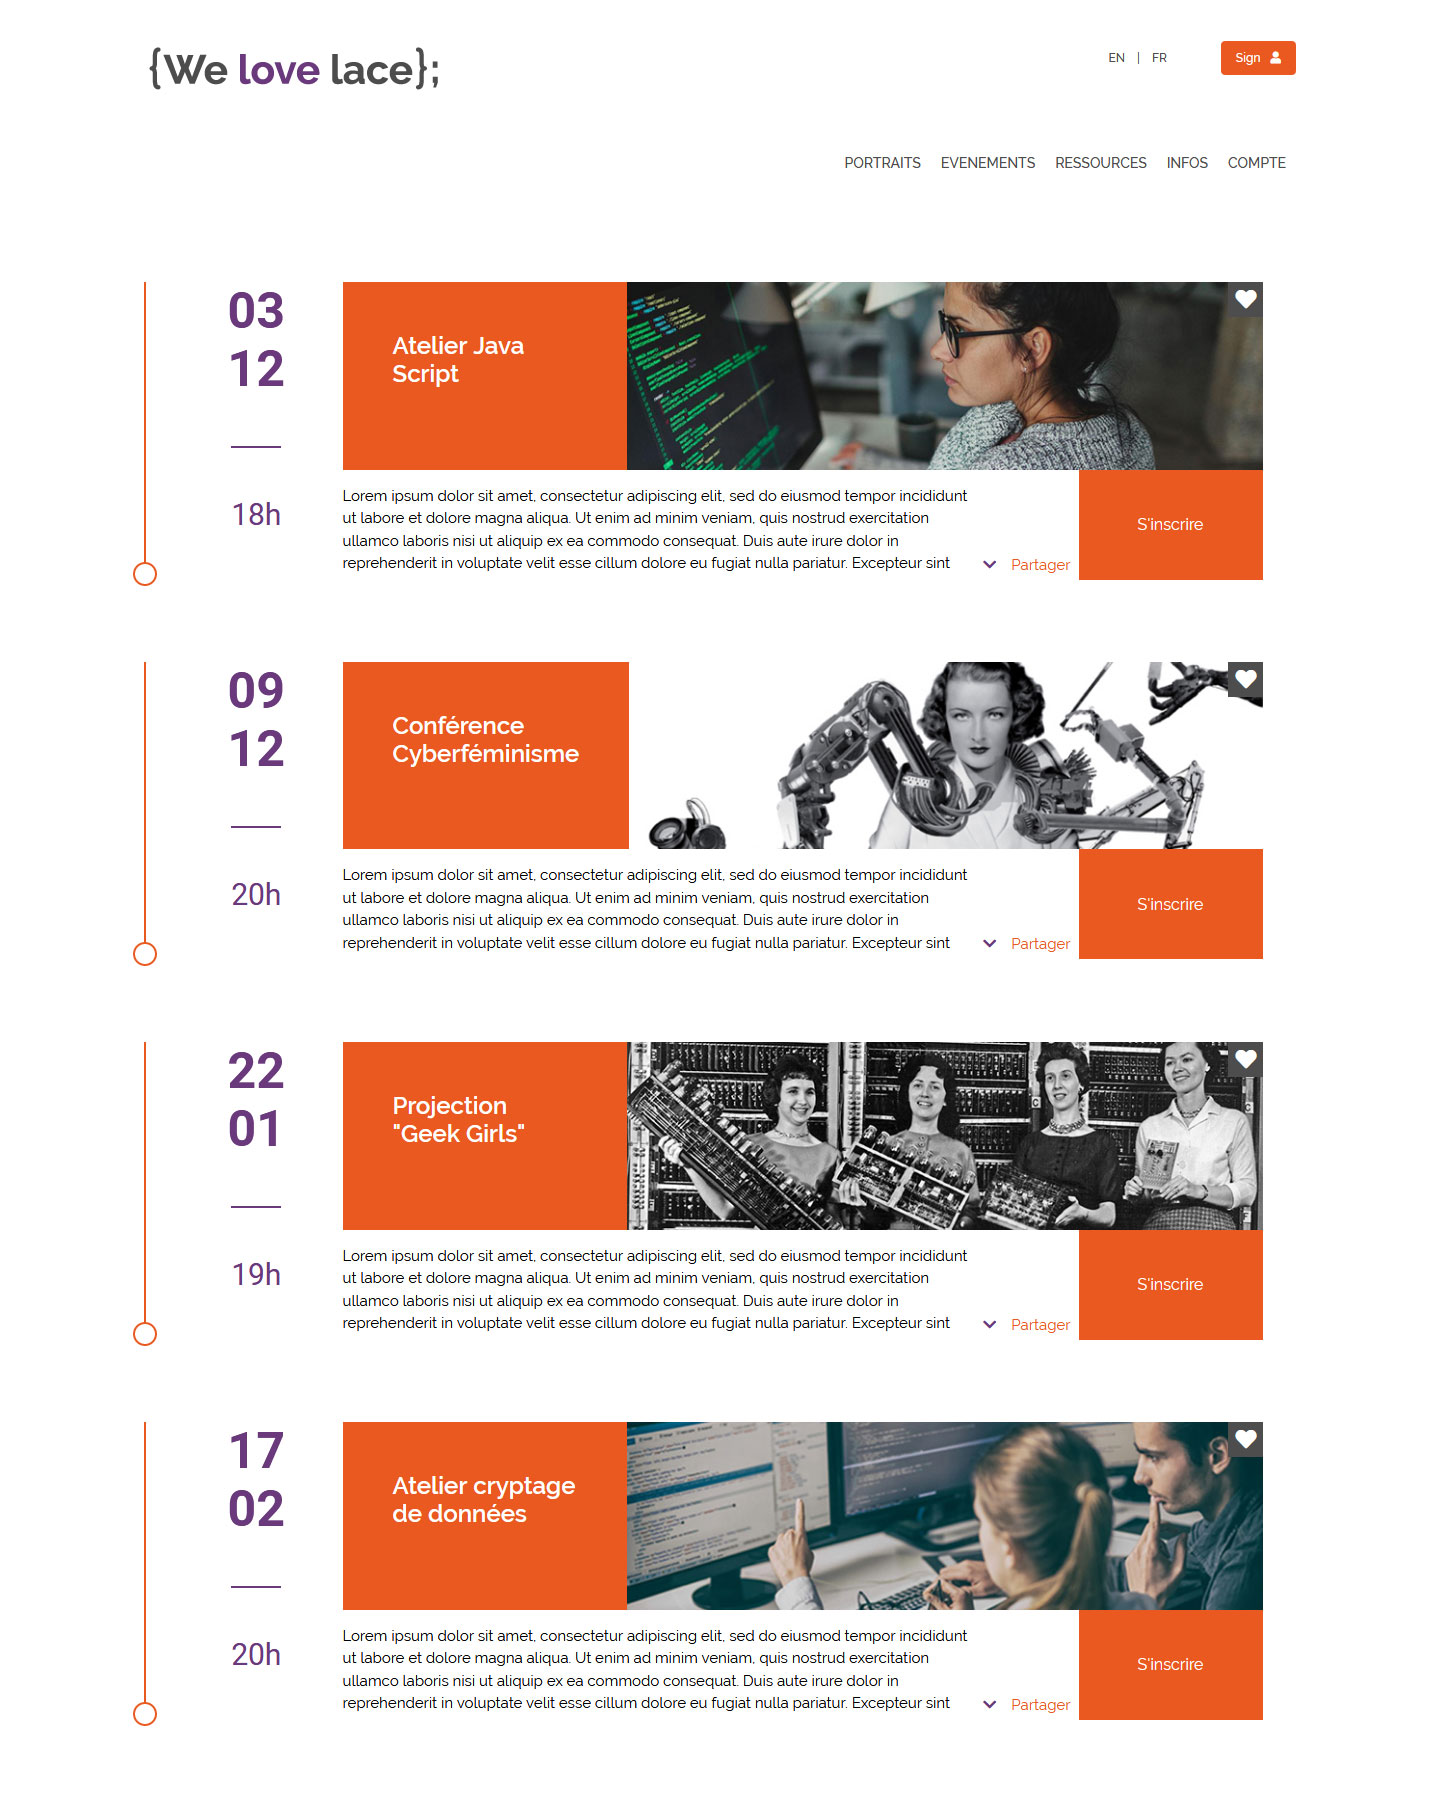 {We love lace};
EN | FR
Sign
PORTRAITS EVENEMENTS RESSOURCES INFOS COMPTE
03
12
18h
Atelier Java
Script
Lorem ipsum dolor sit amet, consectetur adipiscing elit, sed do eiusmod tempor incididunt
ut labore et dolore magna aliqua. Ut enim ad minim veniam, quis nostrud exercitation
ullamco laboris nisi ut aliquip ex ea commodo consequat. Duis aute irure dolor in
reprehenderit in voluptate velit esse cillum dolore eu fugiat nulla pariatur. Excepteur sint
Partager
S'inscrire
09
12
20h
Conférence
Cyberféminisme
Lorem ipsum dolor sit amet, consectetur adipiscing elit, sed do eiusmod tempor incididunt
ut labore et dolore magna aliqua. Ut enim ad minim veniam, quis nostrud exercitation
ullamco laboris nisi ut aliquip ex ea commodo consequat. Duis aute irure dolor in
reprehenderit in voluptate velit esse cillum dolore eu fugiat nulla pariatur. Excepteur sint
Partager
S'inscrire
22
01
19h
Projection
"Geek Girls"
Lorem ipsum dolor sit amet, consectetur adipiscing elit, sed do eiusmod tempor incididunt
ut labore et dolore magna aliqua. Ut enim ad minim veniam, quis nostrud exercitation
ullamco laboris nisi ut aliquip ex ea commodo consequat. Duis aute irure dolor in
reprehenderit in voluptate velit esse cillum dolore eu fugiat nulla pariatur. Excepteur sint
Partager
S'inscrire
17
02
20h
Atelier cryptage
de données
Lorem ipsum dolor sit amet, consectetur adipiscing elit, sed do eiusmod tempor incididunt
ut labore et dolore magna aliqua. Ut enim ad minim veniam, quis nostrud exercitation
ullamco laboris nisi ut aliquip ex ea commodo consequat. Duis aute irure dolor in
reprehenderit in voluptate velit esse cillum dolore eu fugiat nulla pariatur. Excepteur sint
Partager
S'inscrire